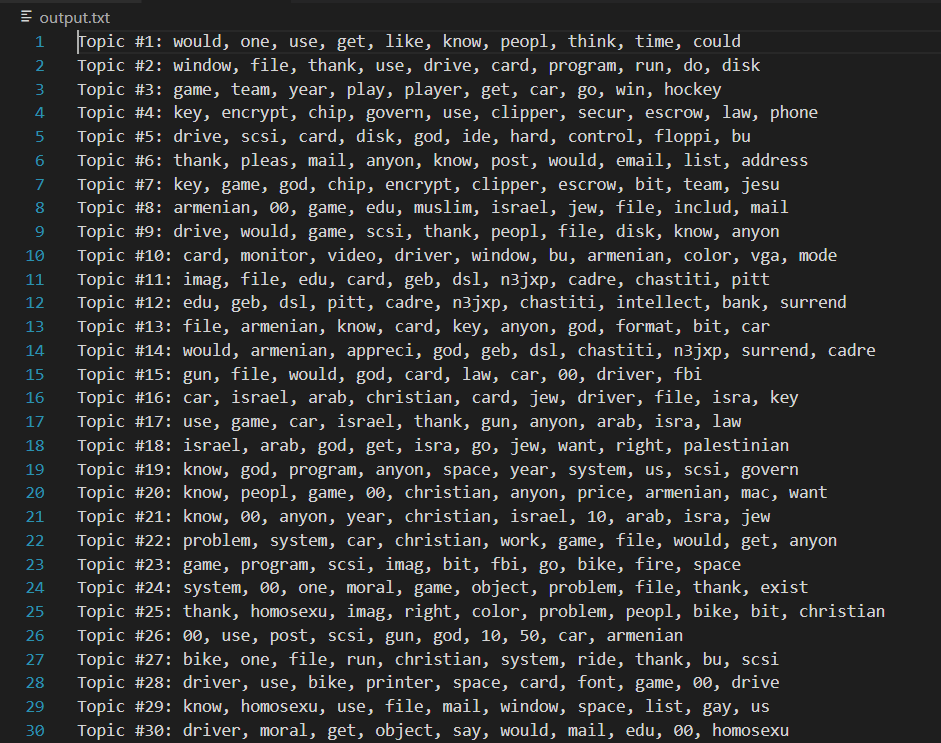 output.txt
1 Topic #1: would, one, use, get, like, know, peopl, think, time, could
2 Topic #2: window, file, thank, use, drive, card, program, run, do, disk
3 Topic #3: game, team, year, play, player, get, car, go, win, hockey
4 Topic #4: key, encrypt, chip, govern, use, clipper, secur, escrow, law, phone
5 Topic #5: drive, scsi, card, disk, god, ide, hard, control, floppi, bu
6 Topic #6: thank, pleas, mail, anyon, know, post, would, email, list, address
7 Topic #7: key, game, god, chip, encrypt, clipper, escrow, bit, team, jesu
8 Topic #8: armenian, 00, game, edu, muslim, israel, jew, file, includ, mail
9 Topic #9: drive, would, game, scsi, thank, peopl, file, disk, know, anyon
10 Topic #10: card, monitor, video, driver, window, bu, armenian, color, vga, mode
11 Topic #11: imag, file, edu, card, geb, dsl, n3jxp, cadre, chastiti, pitt
12 Topic #12: edu, geb, dsl, pitt, cadre, n3jxp, chastiti, intellect, bank, surrend
13 Topic #13: file, armenian, know, card, key, anyon, god, format, bit, car
14 Topic #14: would, armenian, appreci, god, geb, dsl, chastiti, n3jxp, surrend, cadre
15 Topic #15: gun, file, would, god, card, law, car, 00, driver, fbi
16 Topic #16: car, israel, arab, christian, card, jew, driver, file, isra, key
17 Topic #17: use, game, car, israel, thank, gun, anyon, arab, isra, law
18 Topic #18: israel, arab, god, get, isra, go, jew, want, right, palestinian
19 Topic #19: know, god, program, anyon, space, year, system, us, scsi, govern
20 Topic #20: know, peopl, game, 00, christian, anyon, price, armenian, mac, want
21 Topic #21: know, 00, anyon, year, christian, israel, 10, arab, isra, jew
22 Topic #22: problem, system, car, christian, work, game, file, would, get, anyon
23 Topic #23: game, program, scsi, imag, bit, fbi, go, bike, fire, space
24 Topic #24: system, 00, one, moral, game, object, problem, file, thank, exist
25 Topic #25: thank, homosexu, imag, right, color, problem, peopl, bike, bit, christian
26 Topic #26: 00, use, post, scsi, gun, god, 10, 50, car, armenian
27 Topic #27: bike, one, file, run, christian, system, ride, thank, bu, scsi
28 Topic #28: driver, use, bike, printer, space, card, font, game, 00, drive
29 Topic #29: know, homosexu, use, file, mail, window, space, list, gay, us
30 Topic #30: driver, moral, get, object, say, would, mail, edu, 00, homosexu